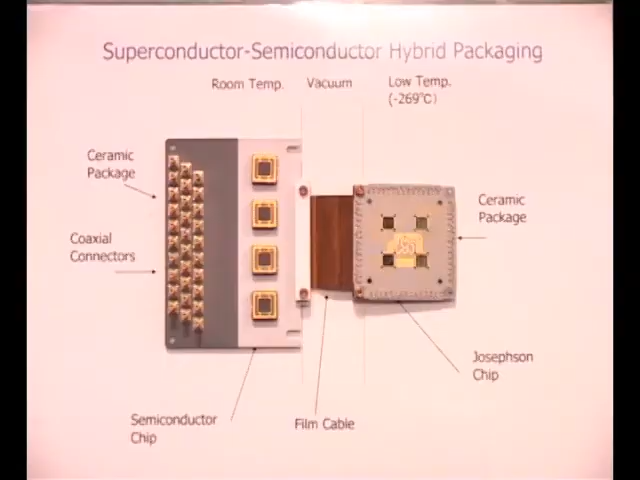 Superconductor-Semiconductor Hybrid Packaging
Room Temp.
Vacuum
Low Temp.
(-269℃)
Ceramic
Package
Coaxial
Connectors
Ceramic
Package
Josephson
Chip
Semiconductor
Chip
Film Cable